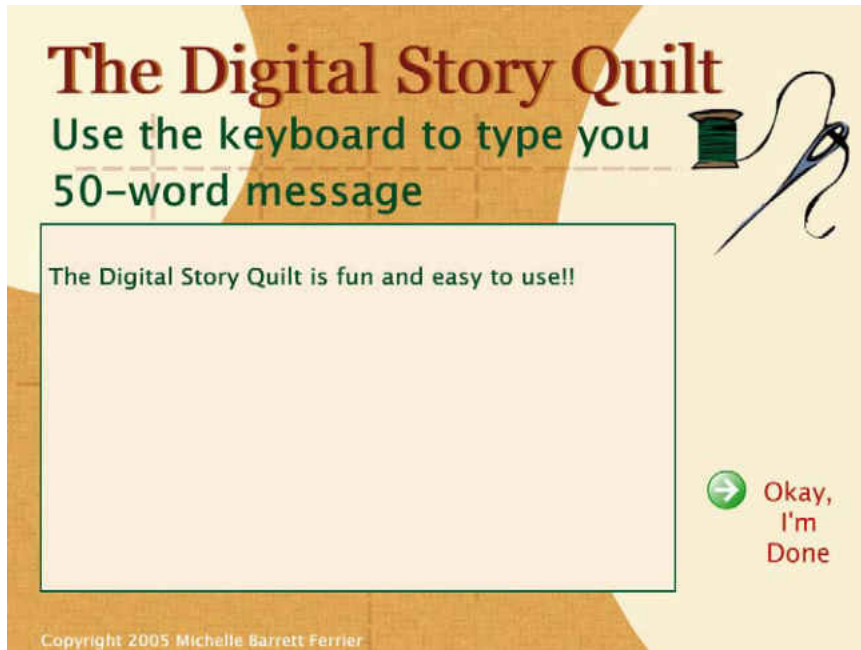 The Digital Story Quilt
Use the keyboard to type you
50-word message
The Digital Story Quilt is fun and easy to use!!
Okay,
I'm
Done
Copyright 2005 Michelle Barrett Ferrier